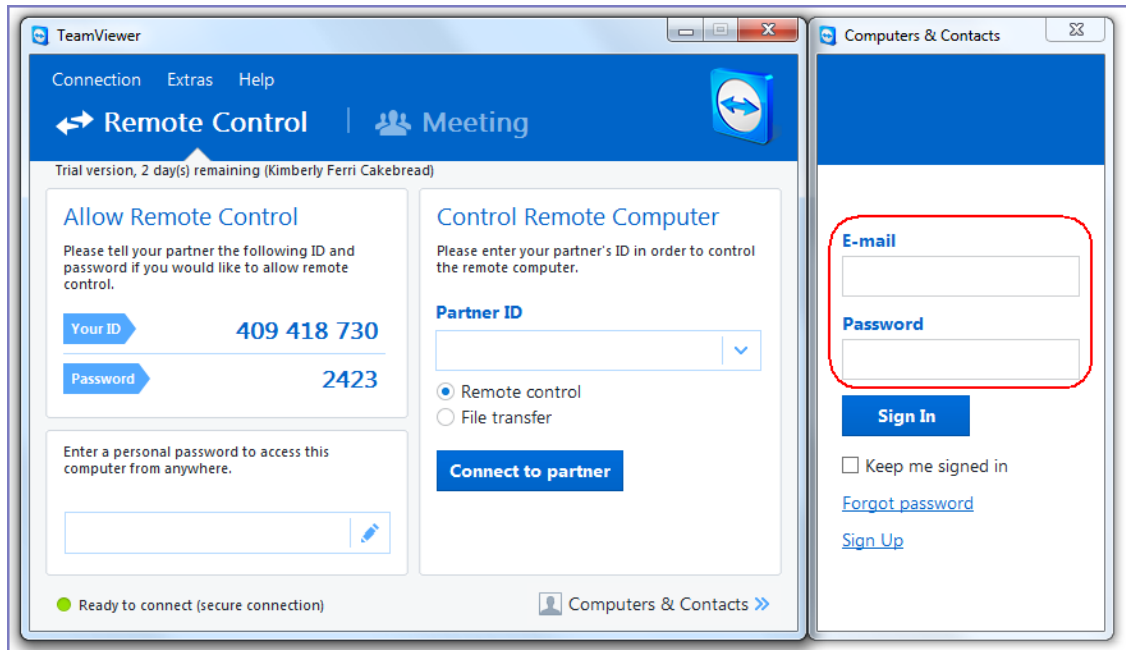 TeamViewer
Connection Extras Help
Remote Control Meeting
Trial version, 2 day(s) remaining (Kimberly Ferri Cakebread)
Allow Remote Control
Please tell your partner the following ID and
password if you would like to allow remote
control.
Your ID 409 418 730
Password 2423
Enter a personal password to access this
computer from anywhere.
Control Remote Computer
Please enter your partner's ID in order to control
the remote computer.
Partner ID
Remote control
File transfer
Connect to partner
Ready to connect (secure connection)
Computers & Contacts
Computers & Contacts
E-mail
Password
Sign In
Keep me signed in
Forgot password
Sign Up